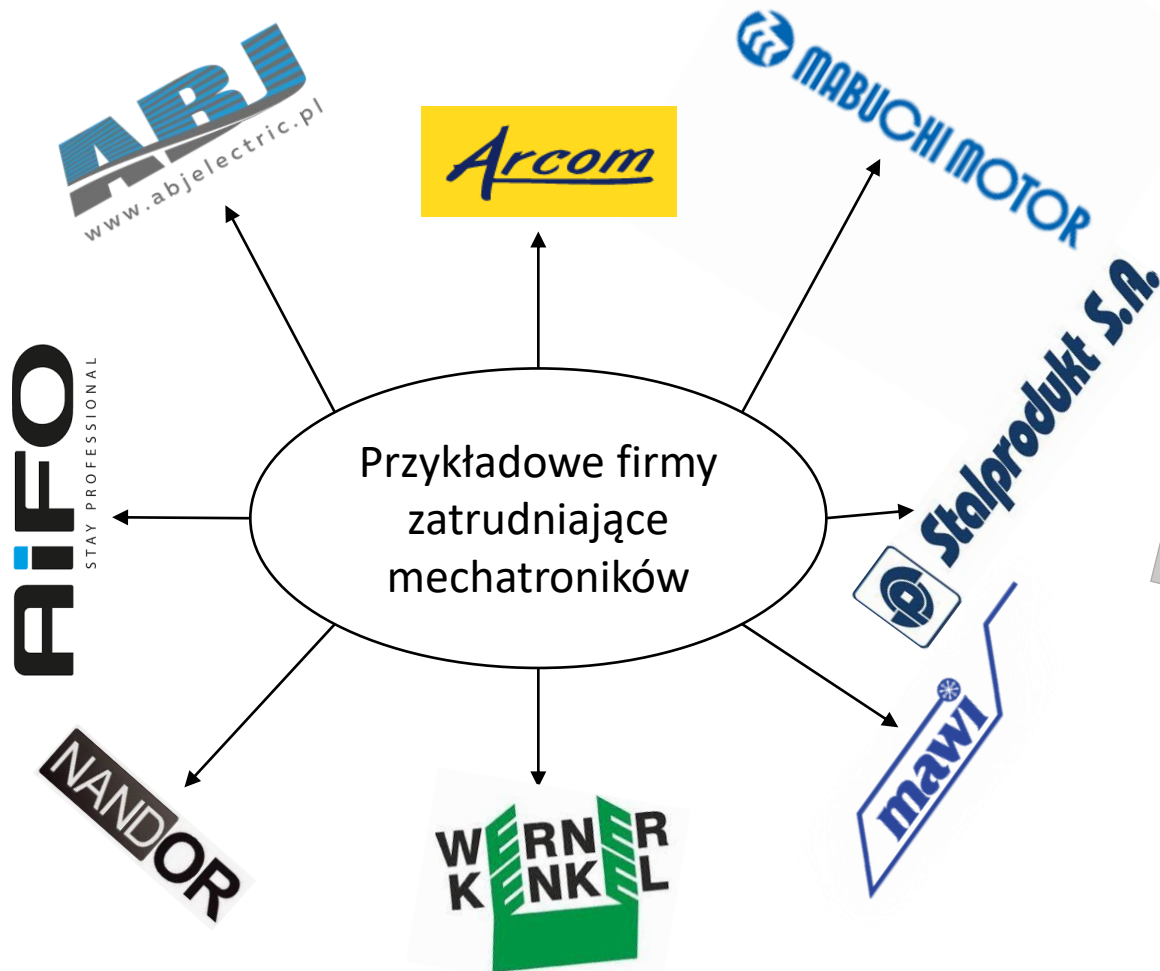 ABJ
www.abjelectric.pl
Arcom
MABUCHI MOTOR
Stalprodukt S.A.
AiFO
STAY PROFESSIONAL
Przykładowe firmy
zatrudniające
mechatroników
mawi
NANDOR
WERNER
KENKEL